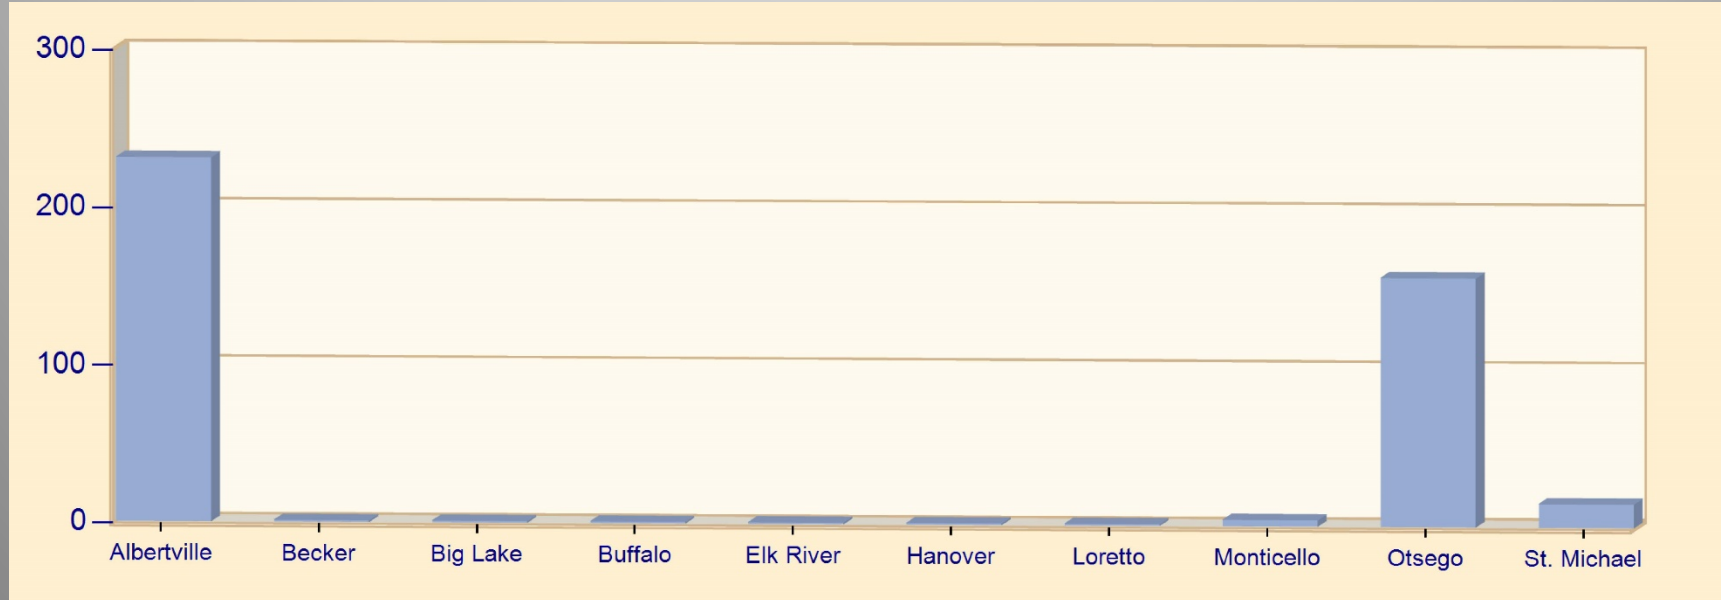 300
200
100
0
Albertville Becker Big Lake Buffalo Elk River Hanover Loretto Monticello Otsego St. Michael